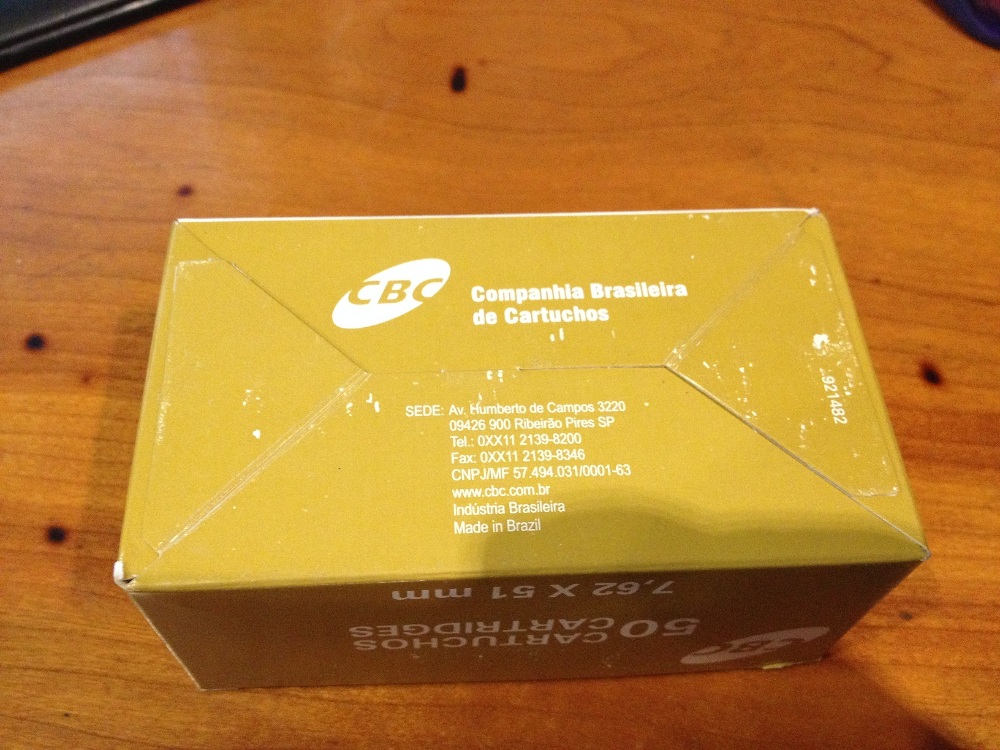 CBC
Companhia Brasileira
de Cartuchos
SEDE: Av. Humberto de Campos 3220
09426 900 Ribeirão Pires SP
Tel.: 0XX11 2139-8200
Fax: 0XX11 2139-8346
CNPJ/MF 57.494.031/0001-63
www.cbc.com.br
Indústria Brasileira
Made in Brazil
921482
CBC
50 CARTUCHOS
CARTRIDGES
7,62 X 51 mm